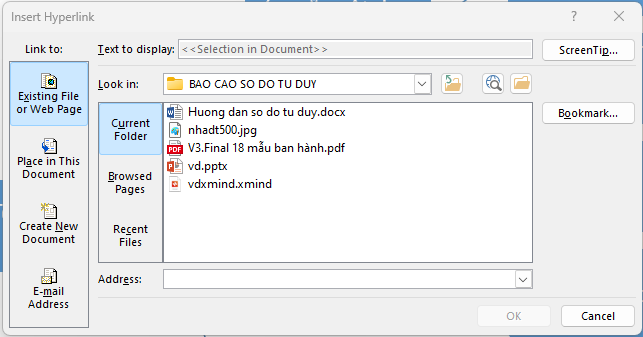 Insert Hyperlink
Link to:
Text to display:
<<Selection in Document>>
ScreenTip...
Existing File
or Web Page
Look in:
BAO CAO SO DO TU DUY
Bookmark...
Current
Folder
Huong dan so do tu duy.docx
nhadt500.jpg
V3.Final 18 mẫu ban hành.pdf
vd.pptx
vdxmind.xmind
Place in This
Document
Browsed
Pages
Create New
Document
Recent
Files
E-mail
Address
Address:
OK
Cancel